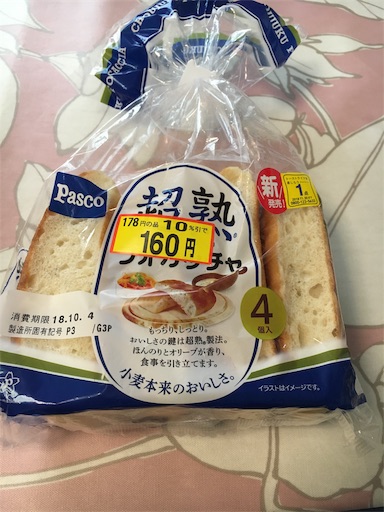 Pasco
超熟
178円の品 10%引で
160円
フォカッチャ
新
発売!
1点
4
個入
消費期限 18.10. 4
製造所固有記号 P3 /G3P
もっちり、しっとり。
おいしさの鍵は超熟。製法。
ほんのりとオリーブが香り、
食事を引き立てます。
小麦本来のおいしさ。
イラストはイメージです。